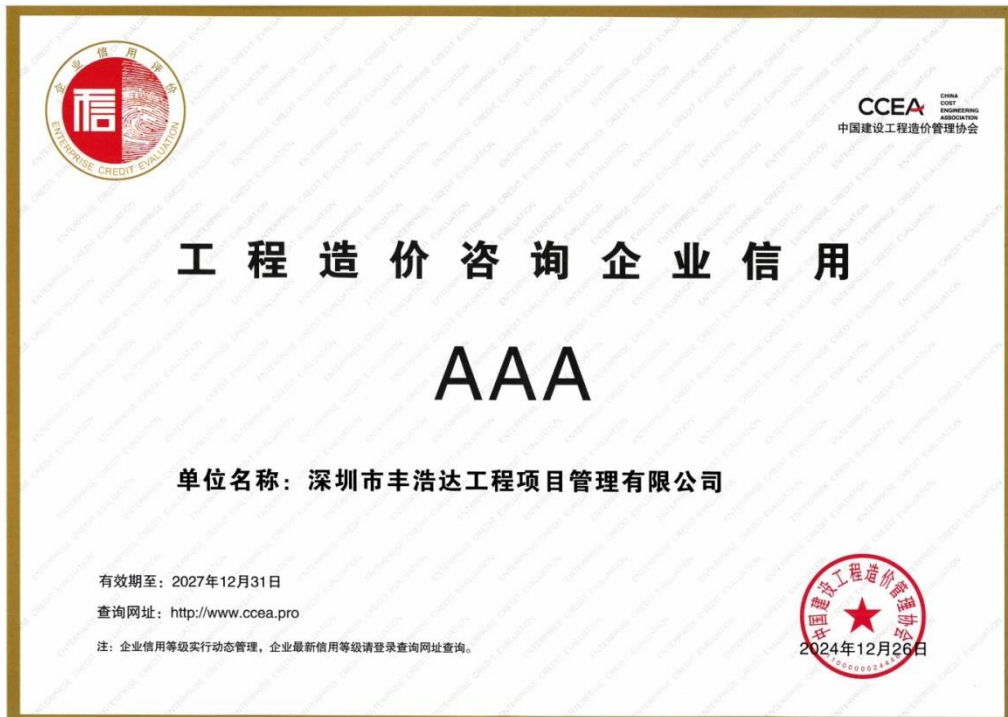 企业信用评价
信
ENTERPRISE CREDIT EVALUATION
CCEA
CHINA
COST
ENGINEERING
ASSOCIATION
中国建设工程造价管理协会
工程造价咨询企业信用
AAA
单位名称：深圳市丰浩达工程项目管理有限公司
有效期至：2027年12月31日
查询网址：http://www.ccea.pro
注：企业信用等级实行动态管理，企业最新信用等级请登录查询网址查询。
中国建设工程造价管理协会
2024年12月26日